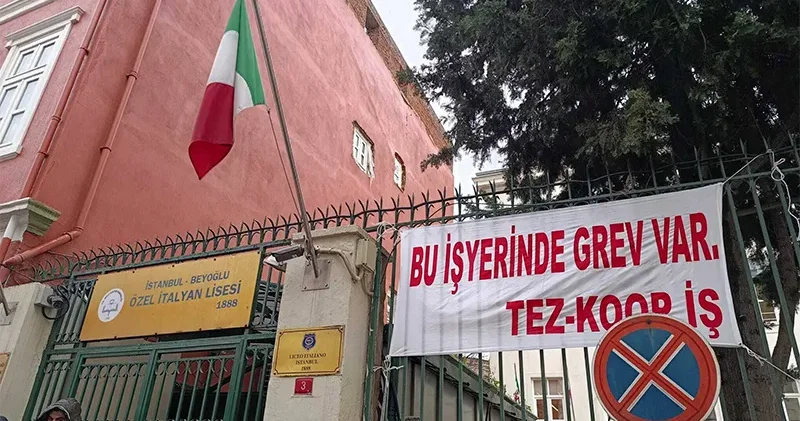 İSTANBUL - BEYOĞLU
ÖZEL İTALYAN LİSESİ
1888
LICEO ITALIANO
ISTANBUL
1888
3
BU İŞYERİNDE GREV VAR.
TEZ-KOOP İŞ